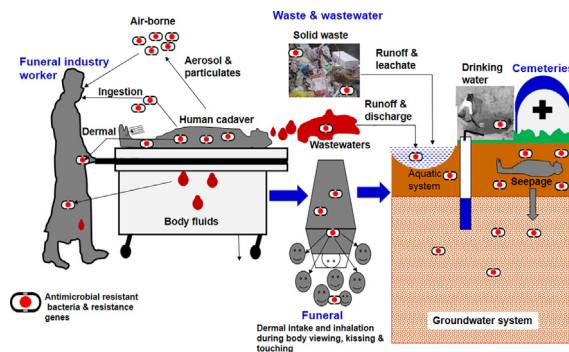 Air-borne
Waste & wastewater
Solid waste
Funeral industry
worker
Aerosol &
particulates
Runoff &
leachate
Drinking
water
Cemeteries
Ingestion
Human cadaver
Runoff &
discharge
Dermal
Wastewaters
Aquatic
system
Seepage
Body fluids
Funeral
Antimicrobial resistant
bacteria & resistance
genes
Dermal intake and inhalation
during body viewing, kissing &
touching
Groundwater system